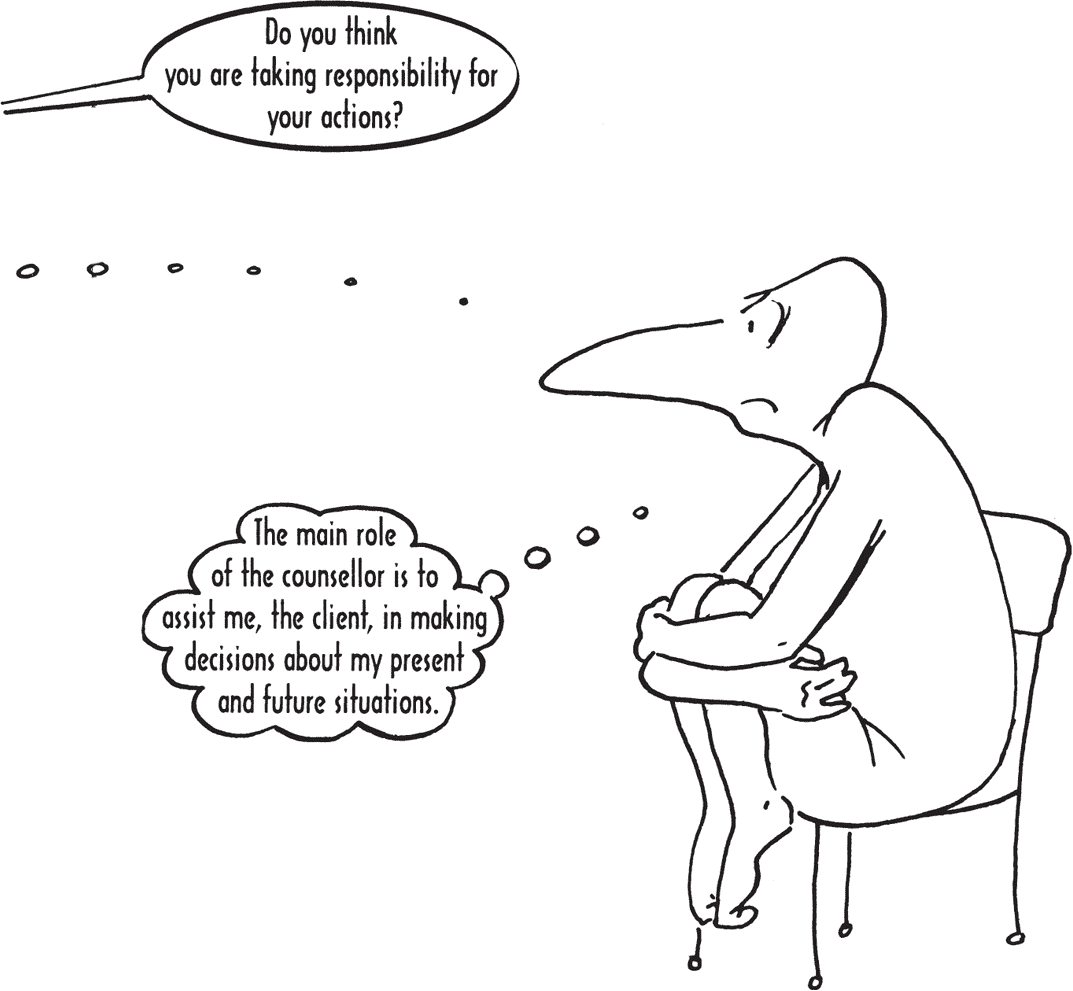 Do you think
you are taking responsibility for
your actions?
The main role
of the counsellor is to
assist me, the client, in making
decisions about my present
and future situations.